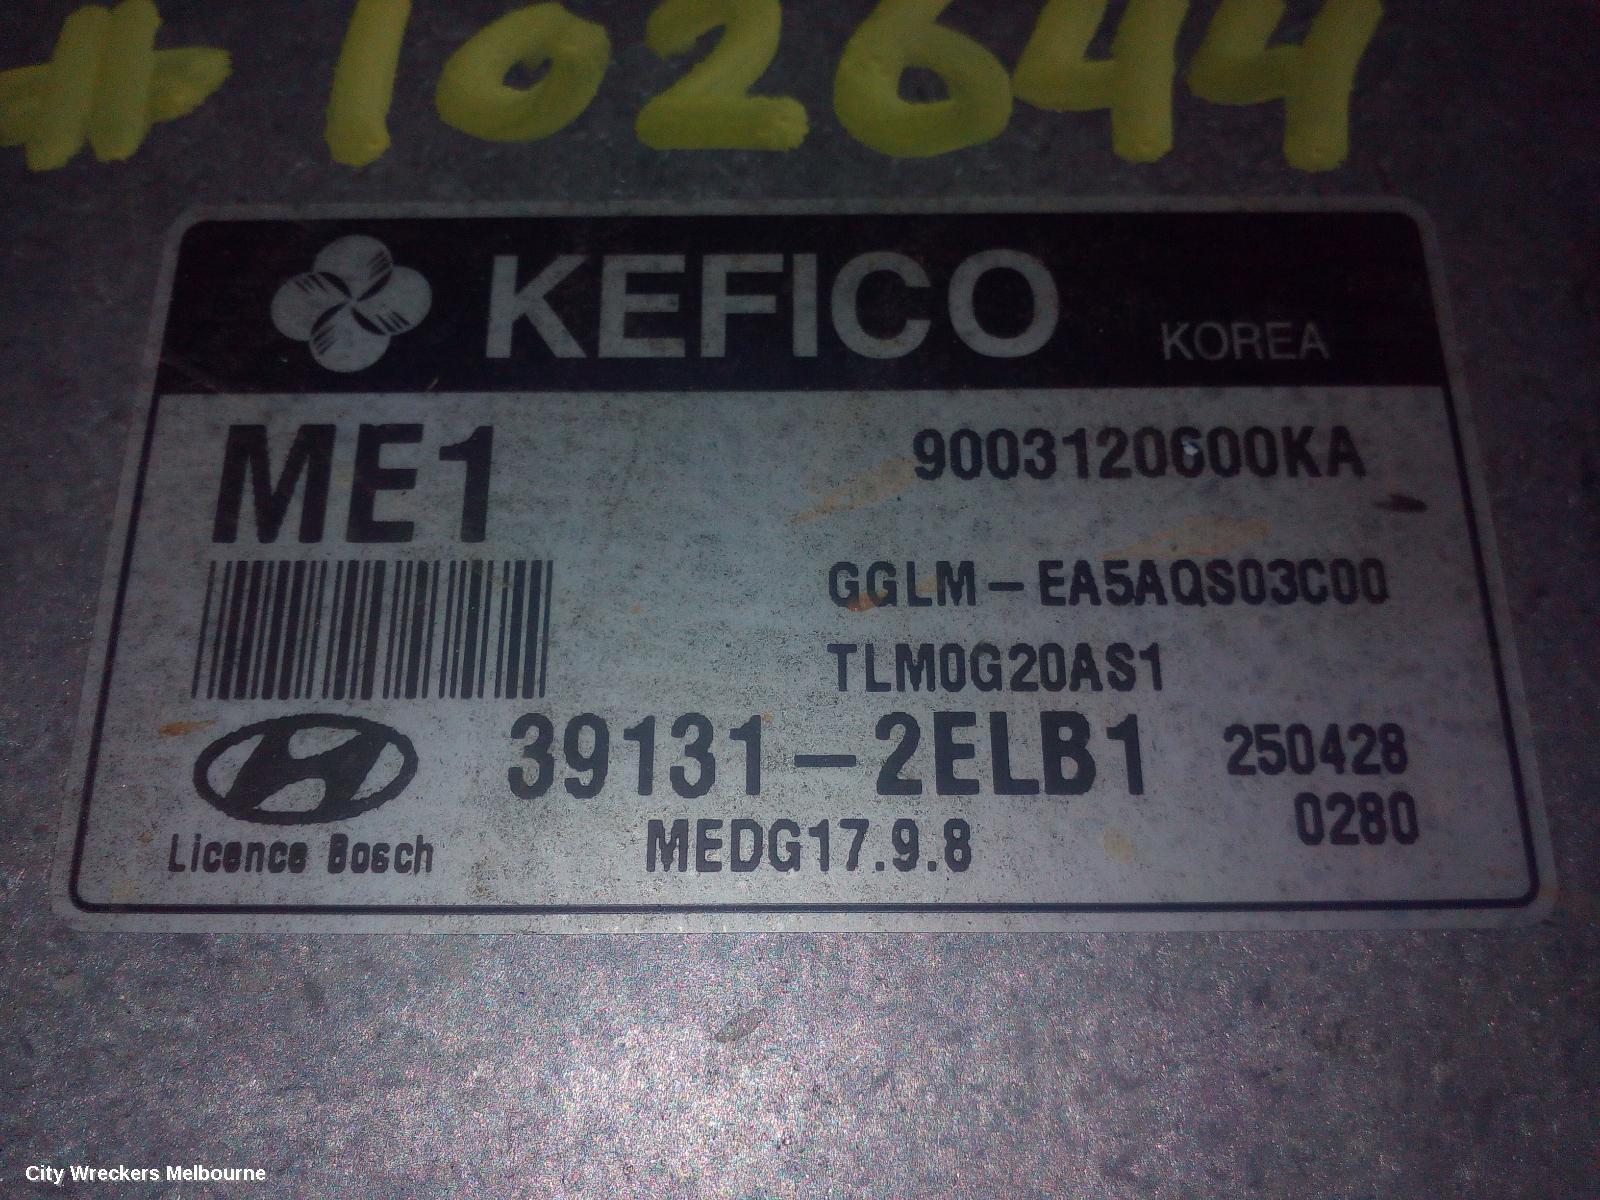 #102644
KEFICO KOREA
ME1 9003120600KA
GGLM-EA5AQS03C00
TLM0G20AS1
39131-2ELB1 250428
Licence Bosch MEDG17.9.8 0280
City Wreckers Melbourne